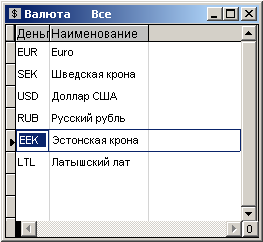 $ Валюта Все
Деньг Наименование
EUR Euro
SEK Шведская крона
USD Доллар США
RUB Русский рубль
EEK Эстонская крона
LTL Латышский лат
0